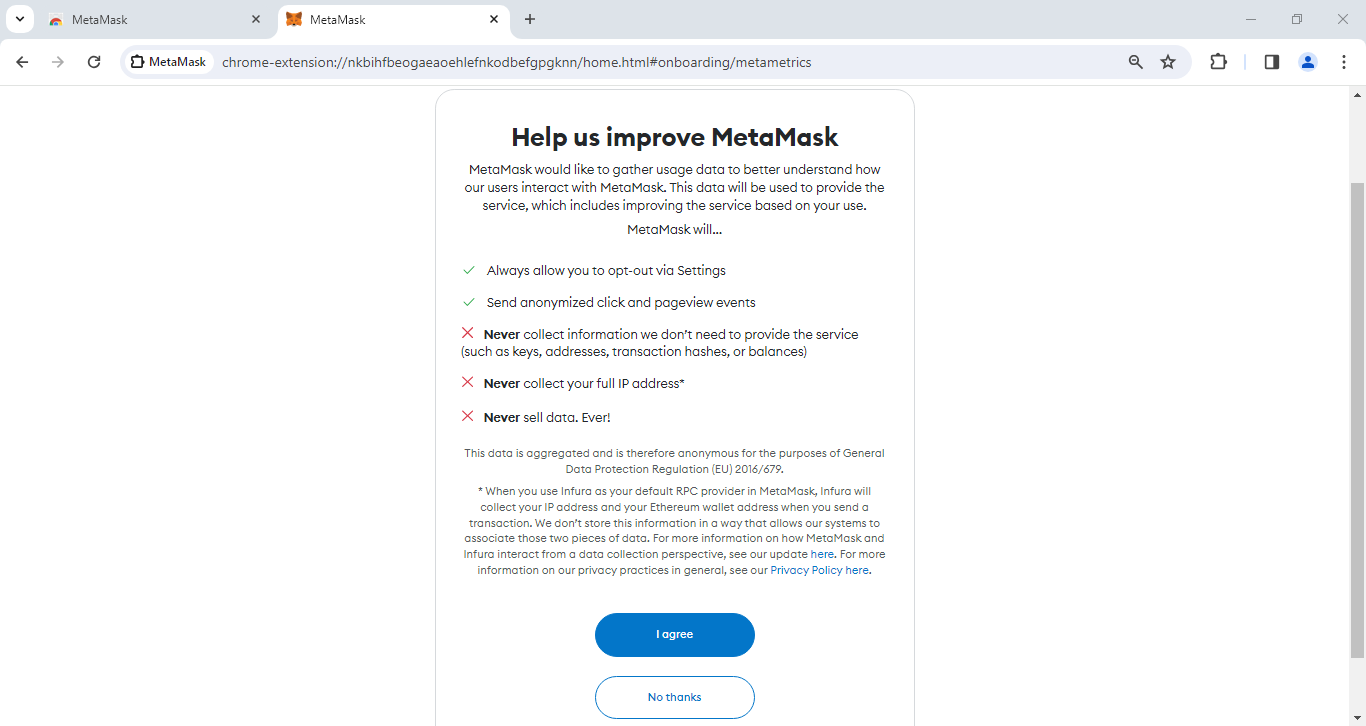 MetaMask
MetaMask
MetaMask
chrome-extension://nkbihfbeogaeaoehlefnkodbefgpgknn/home.html#onboarding/metametrics
Help us improve MetaMask
MetaMask would like to gather usage data to better understand how
our users interact with MetaMask. This data will be used to provide the
service, which includes improving the service based on your use.
MetaMask will...
Always allow you to opt-out via Settings
Send anonymized click and pageview events
Never collect information we don’t need to provide the service
(such as keys, addresses, transaction hashes, or balances)
Never collect your full IP address*
Never sell data. Ever!
This data is aggregated and is therefore anonymous for the purposes of General
Data Protection Regulation (EU) 2016/679.
* When you use Infura as your default RPC provider in MetaMask, Infura will
collect your IP address and your Ethereum wallet address when you send a
transaction. We don’t store this information in a way that allows our systems to
associate those two pieces of data. For more information on how MetaMask and
Infura interact from a data collection perspective, see our update here. For more
information on our privacy practices in general, see our Privacy Policy here.
I agree
No thanks